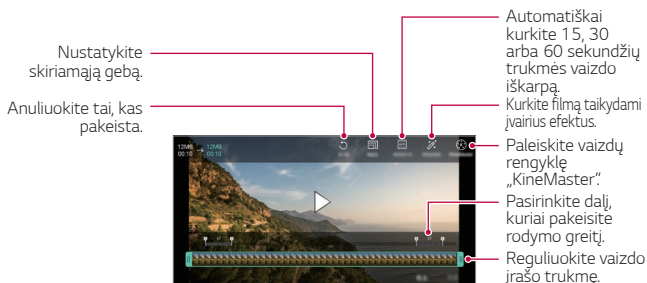 Nustatykite
skiriamąją gebą.
Anuliuokite tai, kas
pakeista.
Automatiškai
kurkite 15, 30
arba 60 sekundžių
trukmės vaizdo
iškarpą.
Kurkite filmą taikydami
įvairius efektus.
Paleiskite vaizdų
rengyklę
„KineMaster“.
Pasirinkite dalį,
kuriai pakeisite
rodymo greitį.
Reguliuokite vaizdo
įrašo trukmę.
12MB → 12MB
00:10 00:10